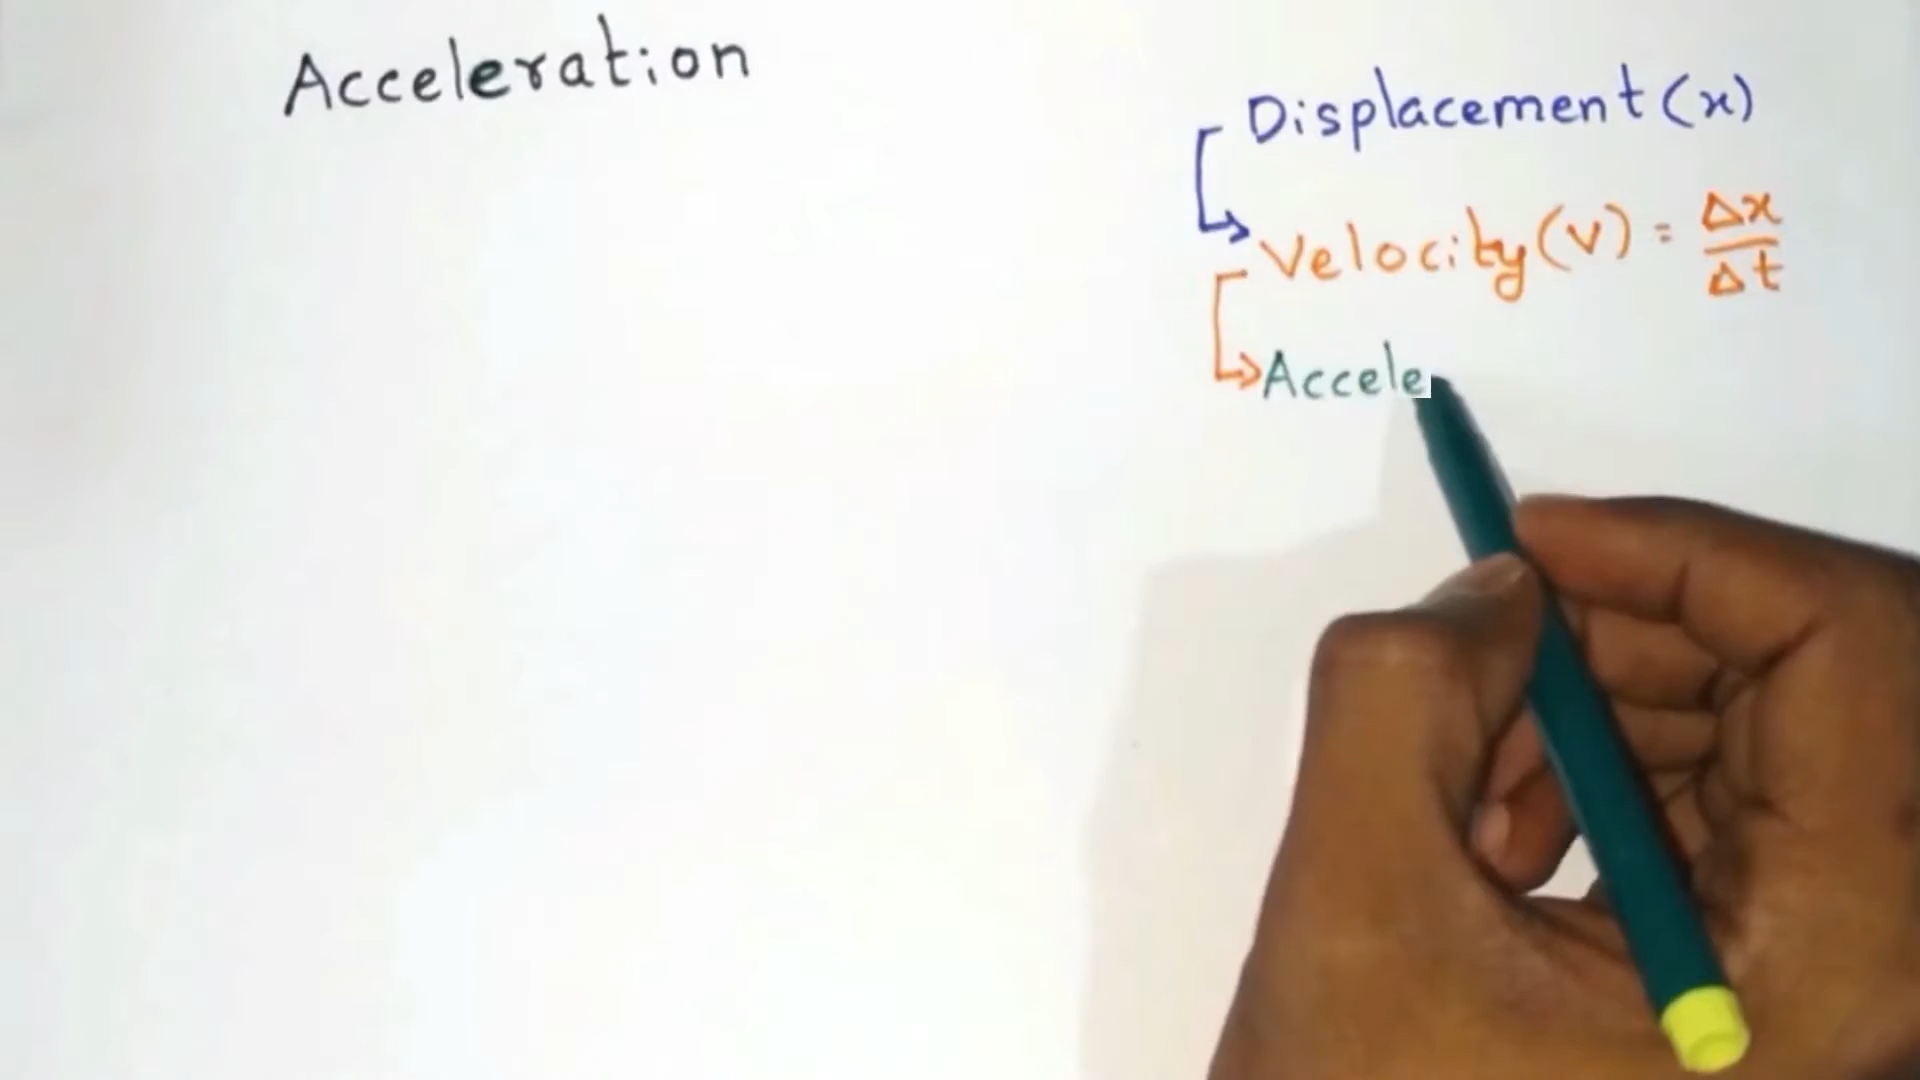 Acceleration
Displacement (x)
Velocity (v) = Δx/Δt
Accele